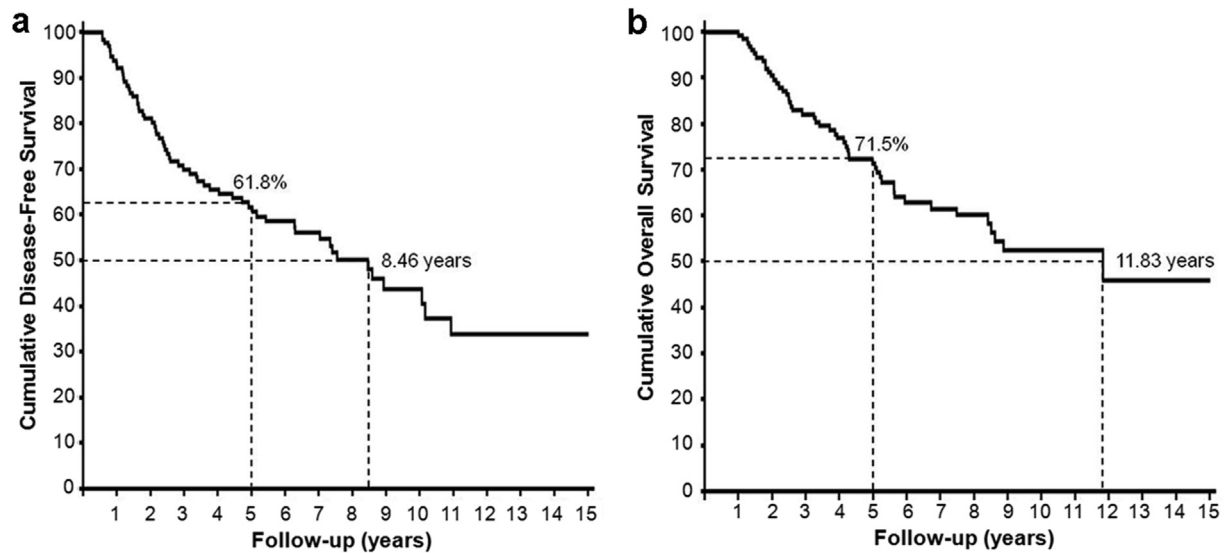 a
Cumulative Disease-Free Survival
100
90
80
70
60
50
40
30
20
10
0
61.8%
8.46 years
1 2 3 4 5 6 7 8 9 10 11 12 13 14 15
Follow-up (years)
b
Cumulative Overall Survival
100
90
80
70
60
50
40
30
20
10
0
71.5%
11.83 years
1 2 3 4 5 6 7 8 9 10 11 12 13 14 15
Follow-up (years)